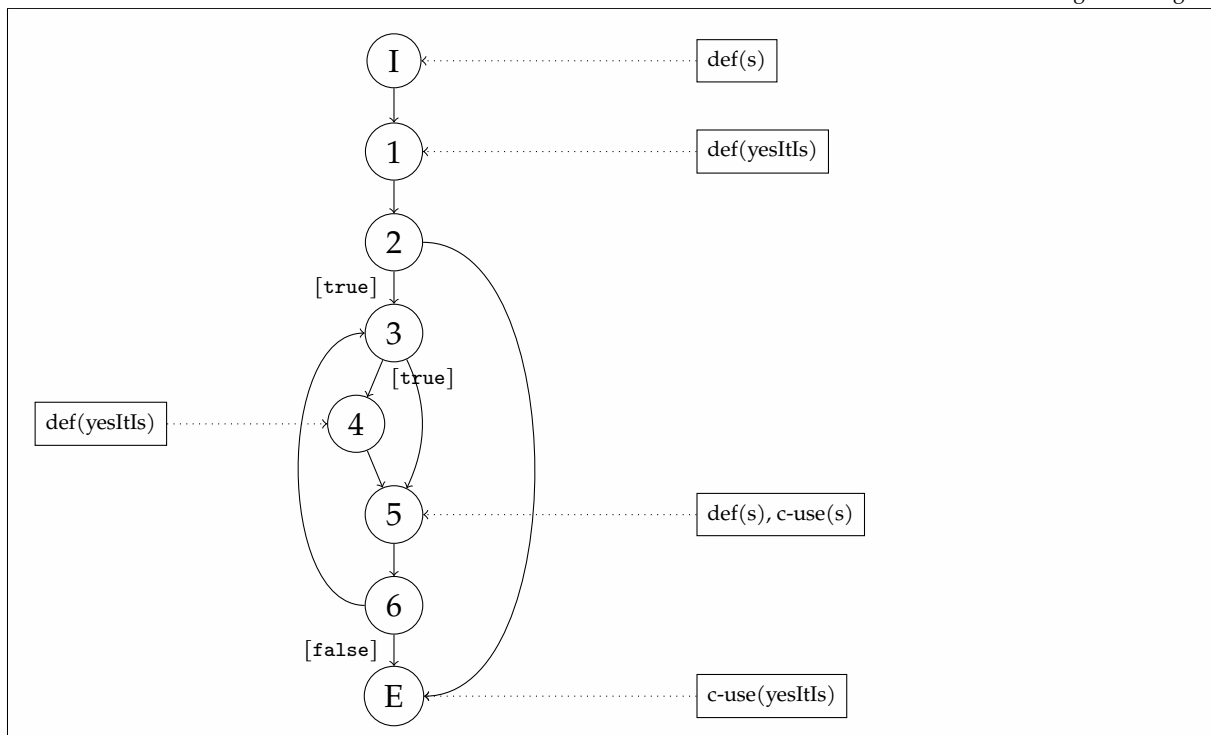 I
def(s)
1
def(yesItIs)
2
[true]
3
[true]
4
def(yesItIs)
5
def(s), c-use(s)
6
[false]
E
c-use(yesItIs)